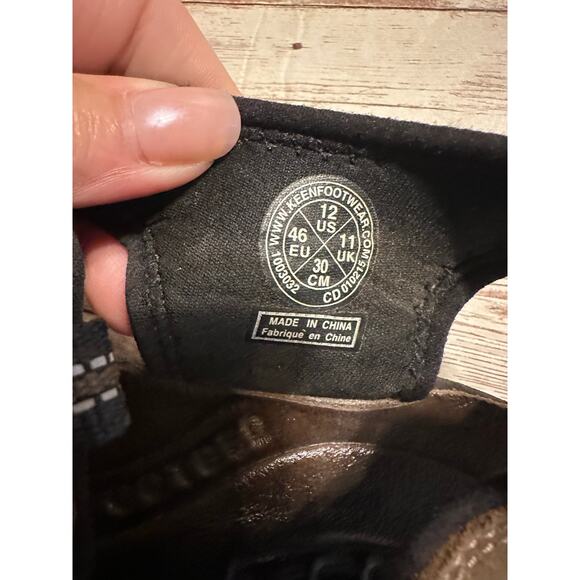 WWW.KEENFOOTWEAR.COM
12
US
46
EU
11
UK
30
CM
1003032
CD 010215
MADE IN CHINA
Fabriqué en Chine